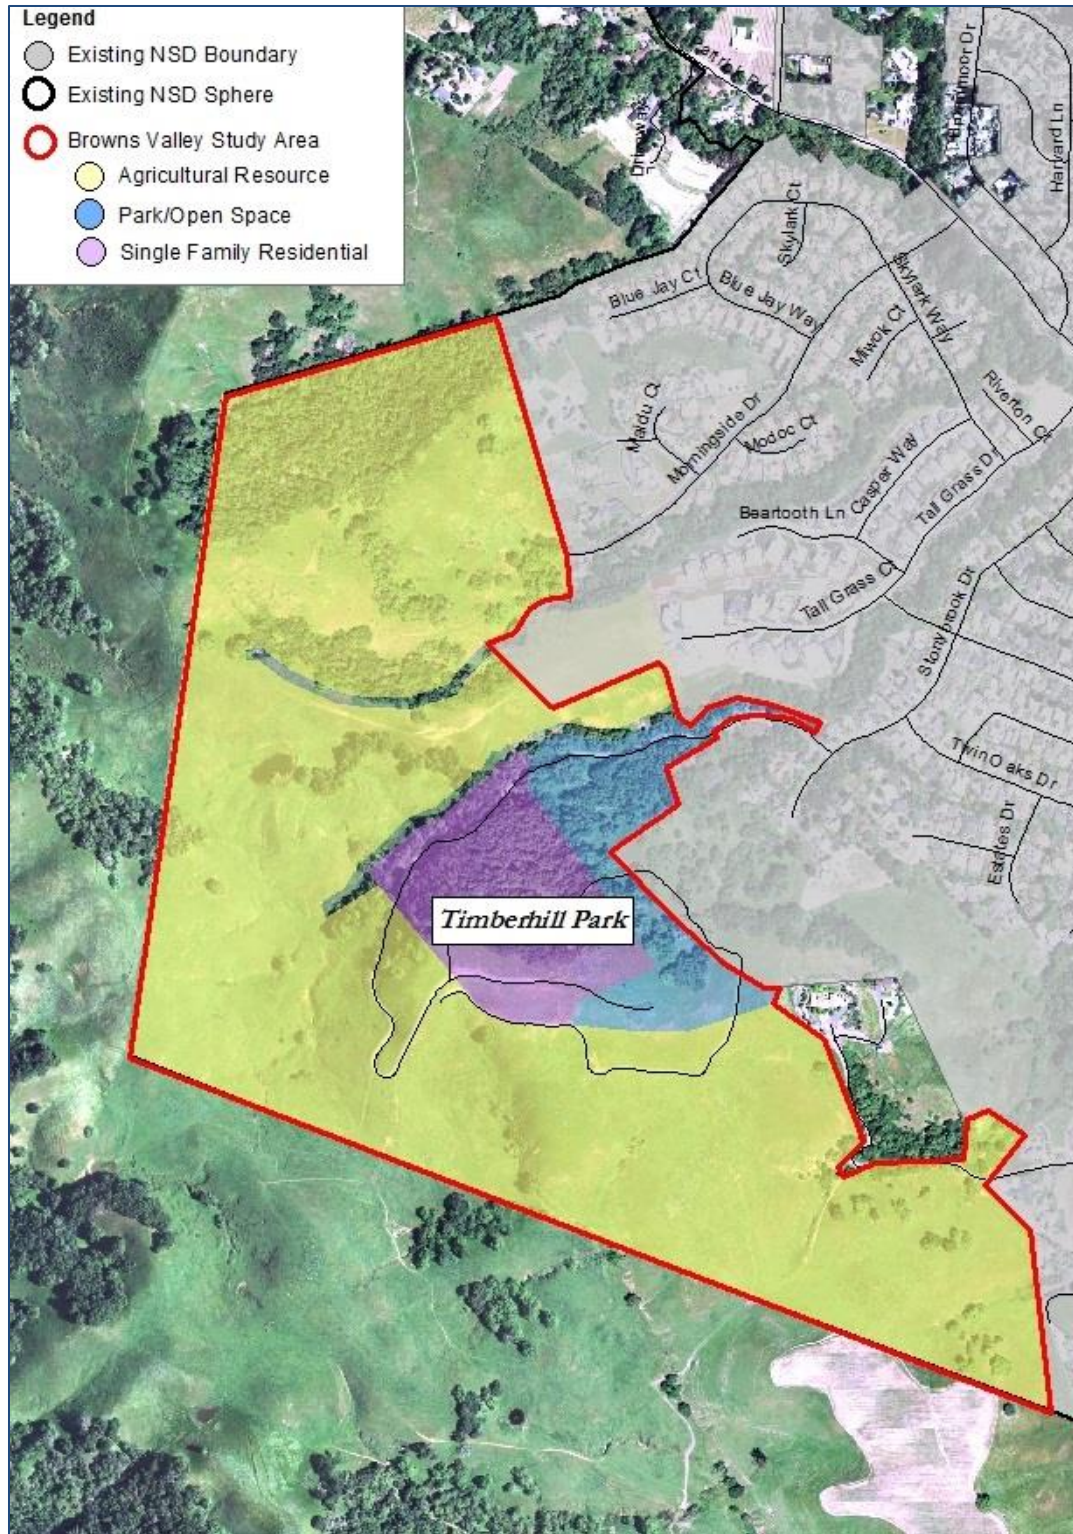 Legend
Existing NSD Boundary
Existing NSD Sphere
Browns Valley Study Area
Agricultural Resource
Park/Open Space
Single Family Residential
Driveway
Harvard Ln
Skylark Ct
Blue Jay Ct
Blue Jay Way
Skylark Way
Miwok Ct
Maidu Ct
Riverton Ct
Morningside Dr
Modoc Ct
Casper Way
Tall Grass Dr
Beartooth Ln
Tall Grass Ct
Stonybrook Dr
Twin Oaks Dr
Estates Dr
Timberhill Park